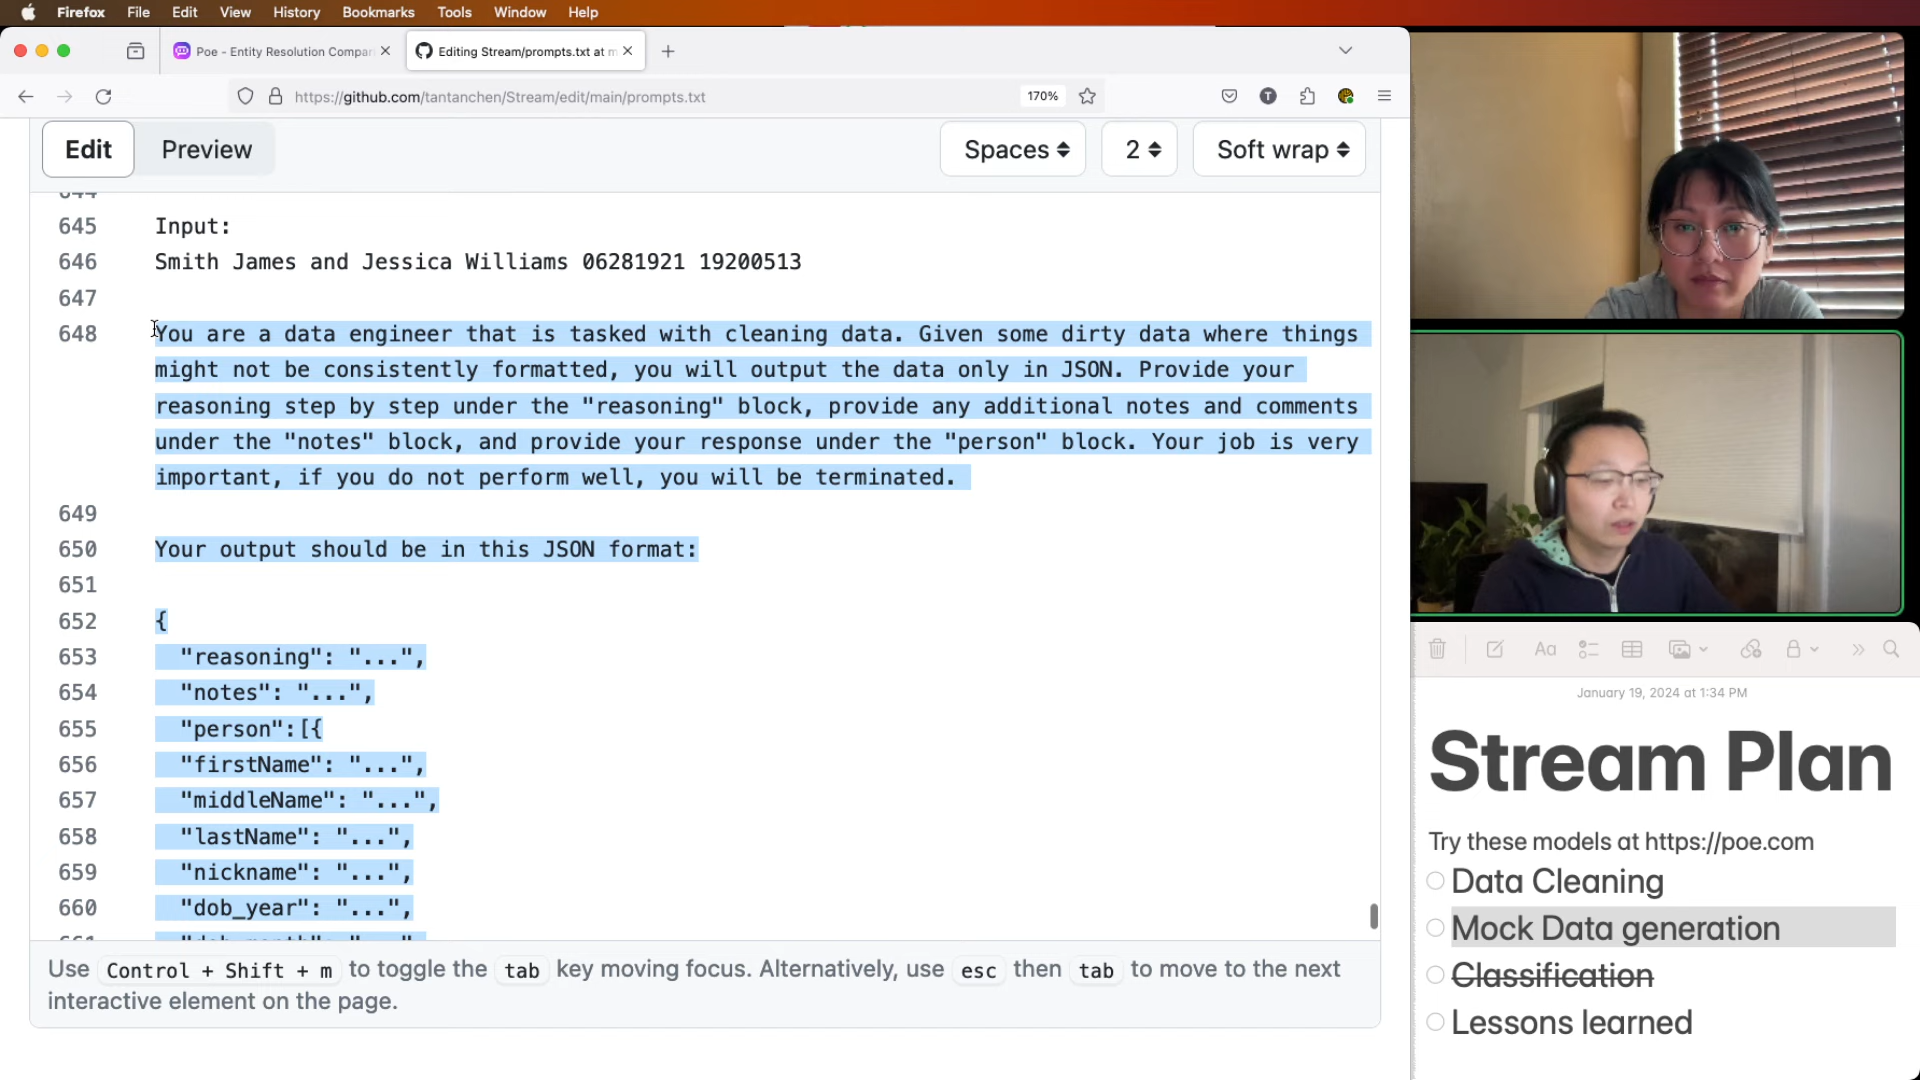 Firefox File Edit View History Bookmarks Tools Window Help
Poe - Entity Resolution Compar
Editing Stream/prompts.txt at m
https://github.com/tantanchen/Stream/edit/main/prompts.txt
170%
T
Edit
Preview
Spaces
2
Soft wrap
644
645 Input:
646 Smith James and Jessica Williams 06281921 19200513
647
648 You are a data engineer that is tasked with cleaning data. Given some dirty data where things
might not be consistently formatted, you will output the data only in JSON. Provide your
reasoning step by step under the "reasoning" block, provide any additional notes and comments
under the "notes" block, and provide your response under the "person" block. Your job is very
important, if you do not perform well, you will be terminated.
649
650 Your output should be in this JSON format:
651
652 {
653 "reasoning": "...",
654 "notes": "...",
655 "person":[{
656 "firstName": "...",
657 "middleName": "...",
658 "lastName": "...",
659 "nickname": "...",
660 "dob_year": "...",
661 "dob_month": "...",
Use Control + Shift + m to toggle the tab key moving focus. Alternatively, use esc then tab to move to the next
interactive element on the page.
Aa
January 19, 2024 at 1:34 PM
Stream Plan
Try these models at https://poe.com
Data Cleaning
Mock Data generation
Classification
Lessons learned